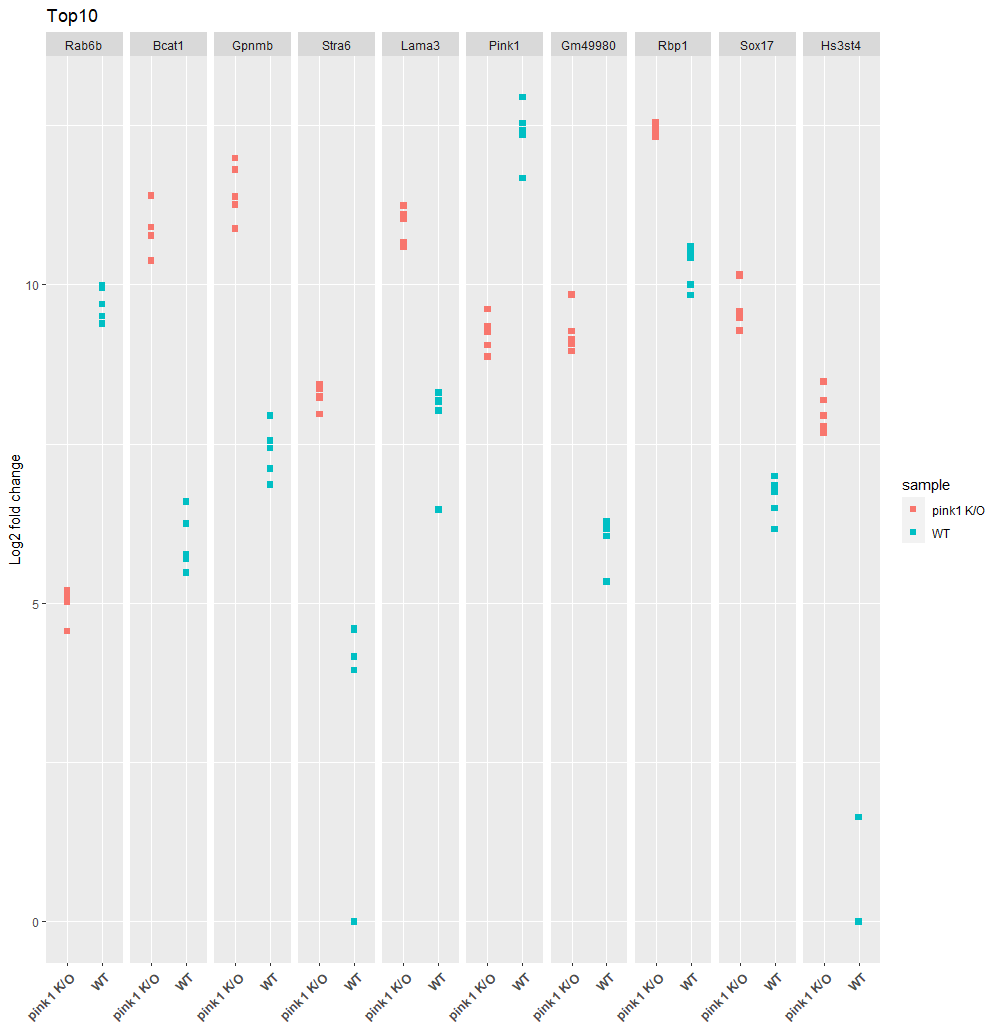 Top10
Rab6b Bcat1 Gpnmb Stra6 Lama3 Pink1 Gm49980 Rbp1 Sox17 Hs3st4
10
5
0
Log2 fold change
pink1 K/O WT pink1 K/O WT pink1 K/O WT pink1 K/O WT pink1 K/O WT pink1 K/O WT pink1 K/O WT pink1 K/O WT pink1 K/O WT pink1 K/O WT
sample
pink1 K/O
WT